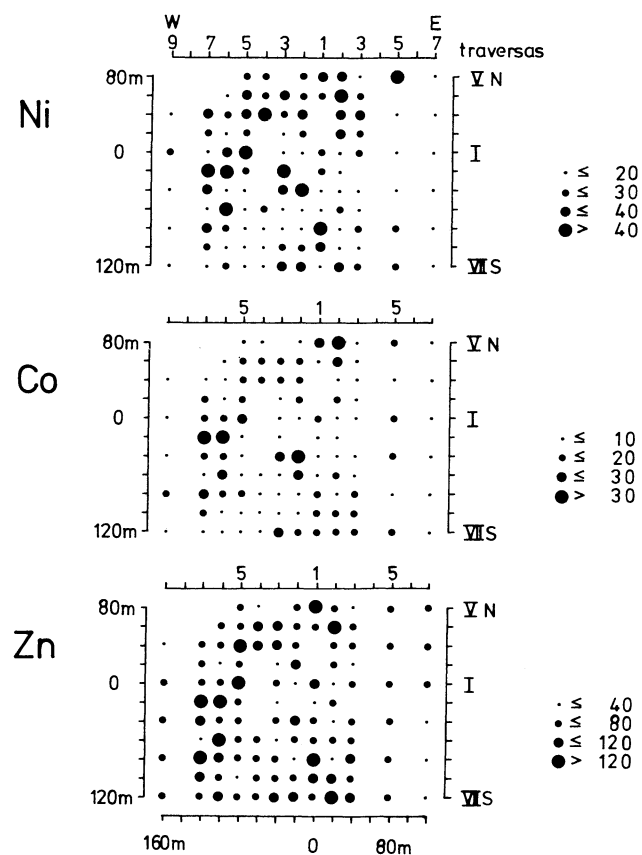 W E
9 7 5 3 1 1 3 5 7 traversas
80m V N
Ni
0 I
120m VII S
. ≤ 20
● ≤ 30
● ≤ 40
● > 40
5 1 5
80m V N
Co
0 I
120m VII S
. ≤ 10
● ≤ 20
● ≤ 30
● > 30
5 1 5
80m V N
Zn
0 I
120m VII S
. ≤ 40
● ≤ 80
● ≤ 120
● > 120
160m 0 80m